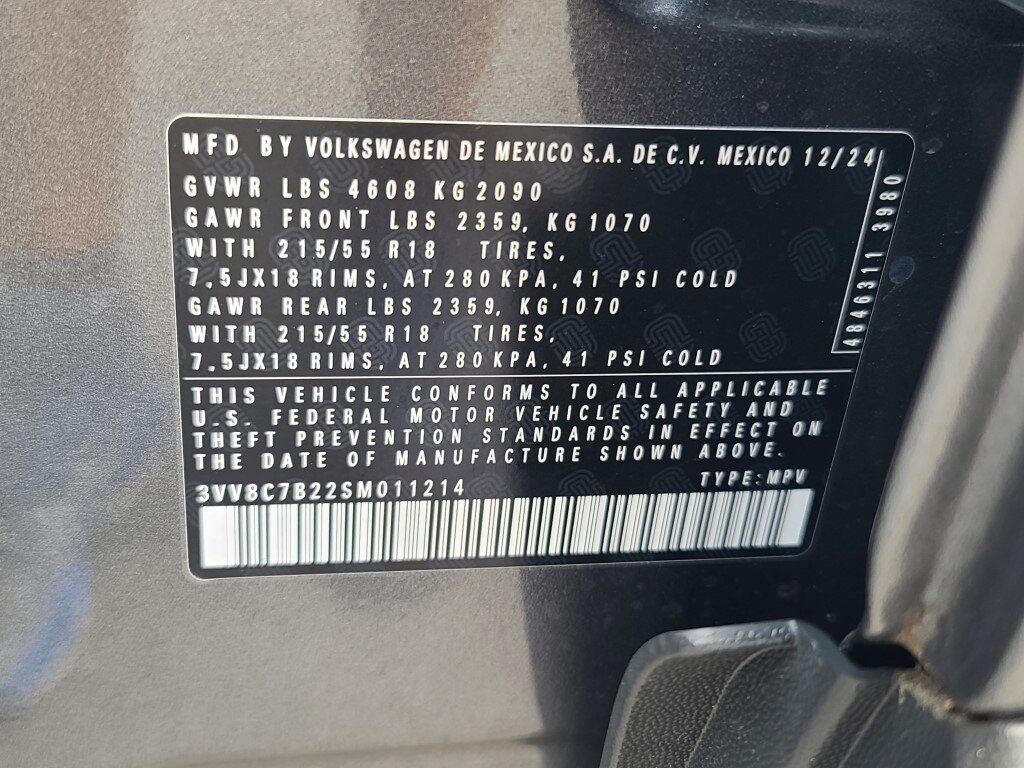 MFD BY VOLKSWAGEN DE MEXICO S.A. DE C.V. MEXICO 12/24
GVWR LBS 4608 KG 2090
GAWR FRONT LBS 2359, KG 1070
WITH 215/55 R18 TIRES,
7.5JX18 RIMS, AT 280 KPA, 41 PSI COLD
GAWR REAR LBS 2359, KG 1070
WITH 215/55 R18 TIRES,
7.5JX18 RIMS, AT 280 KPA, 41 PSI COLD
4846311 3980
THIS VEHICLE CONFORMS TO ALL APPLICABLE
U.S. FEDERAL MOTOR VEHICLE SAFETY AND
THEFT PREVENTION STANDARDS IN EFFECT ON
THE DATE OF MANUFACTURE SHOWN ABOVE.
3VV8C7B22SM011214 TYPE: MPV